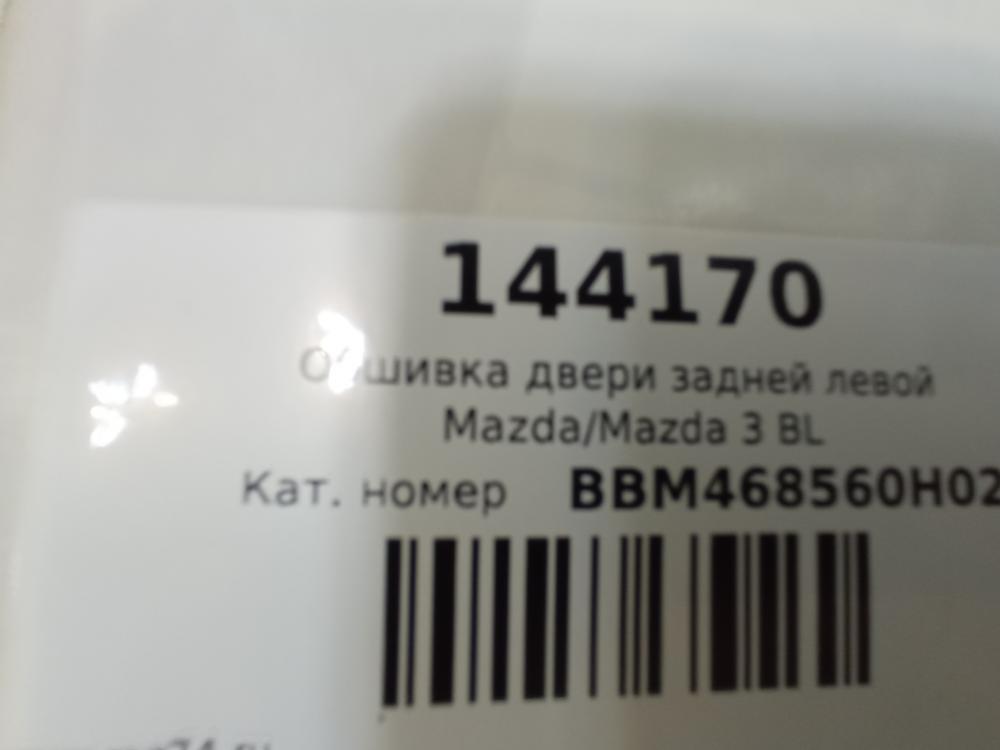 144170
Обшивка двери задней левой
Mazda/Mazda 3 BL
Кат. номер BBM468560H02